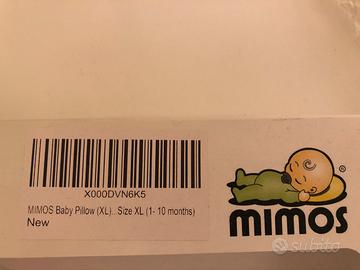 X000DVN6K5
MIMOS Baby Pillow (XL)...Size XL (1- 10 months)
New
®
mimos
subito